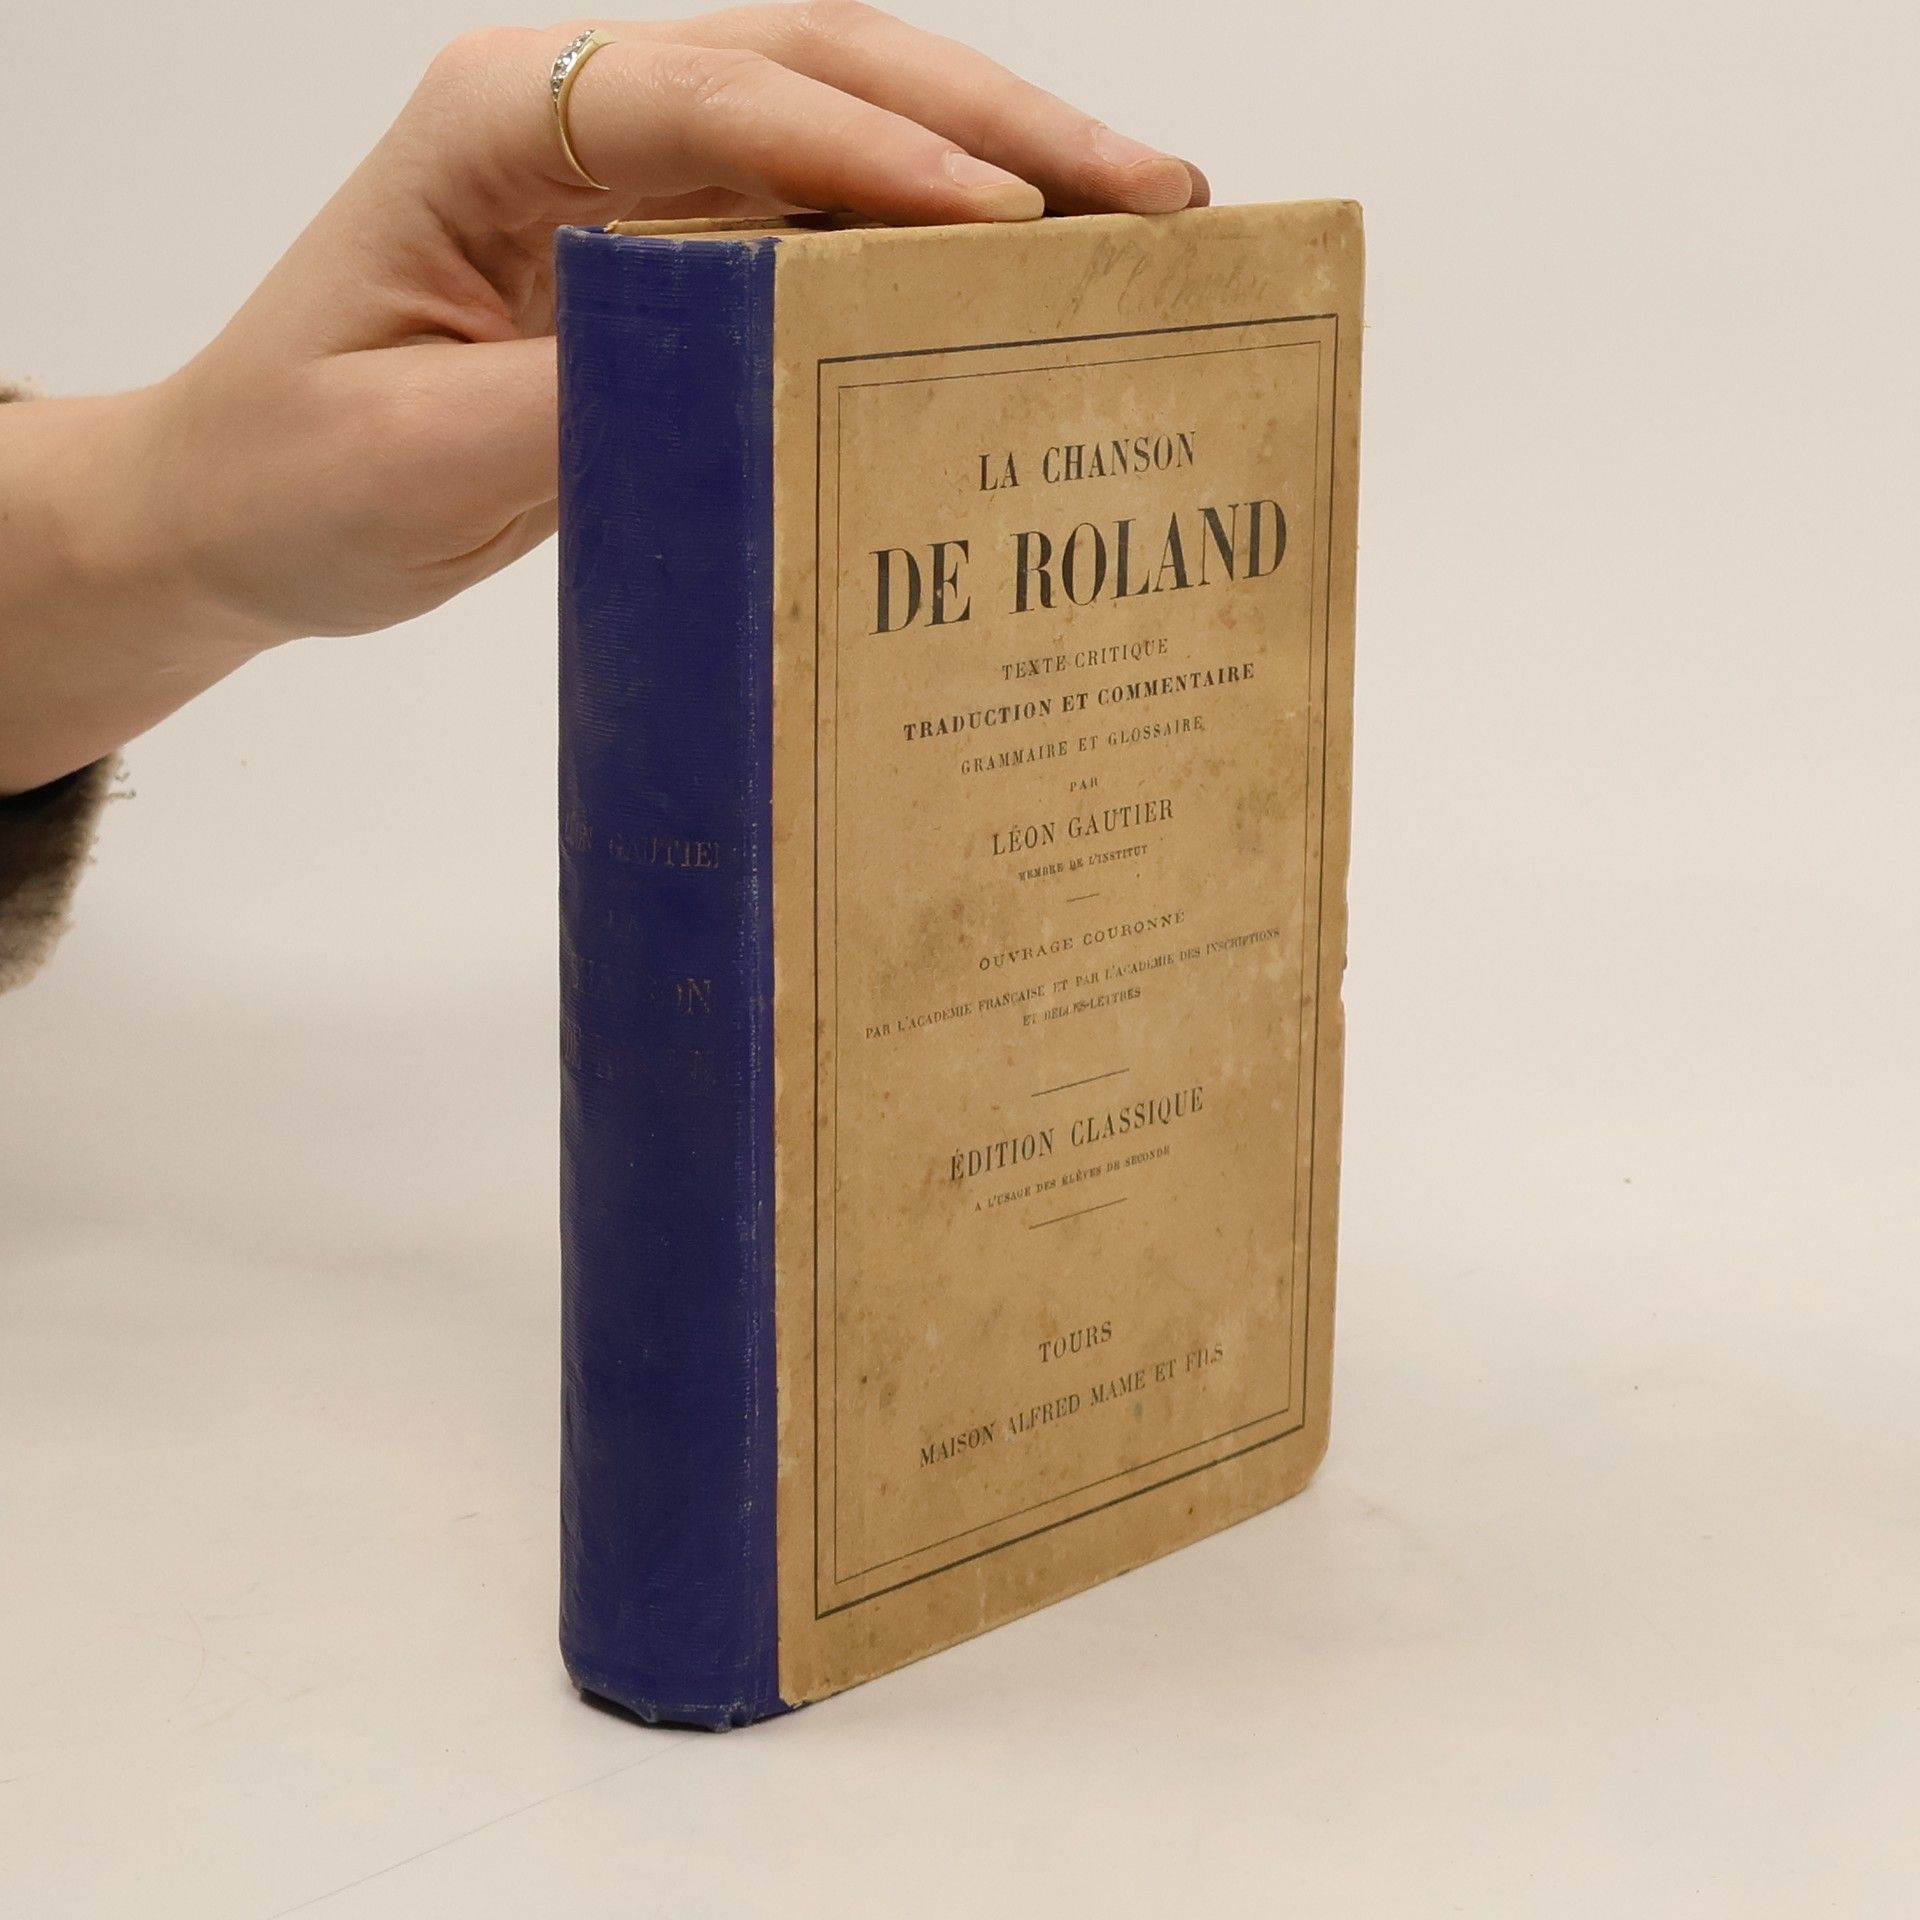 LA CHANSON
DE ROLAND
TEXTE CRITIQUE
TRADUCTION ET COMMENTAIRE
GRAMMAIRE ET GLOSSAIRE
PAR
LÉON GAUTIER
MEMBRE DE L'INSTITUT
OUVRAGE COURONNÉ
PAR L'ACADÉMIE FRANÇAISE ET PAR L'ACADÉMIE DES INSCRIPTIONS
ET BELLES-LETTRES
ÉDITION CLASSIQUE
A L'USAGE DES ÉLÈVES DE SECONDE
TOURS
MAISON ALFRED MAME ET FILS
GAUTIER
LA